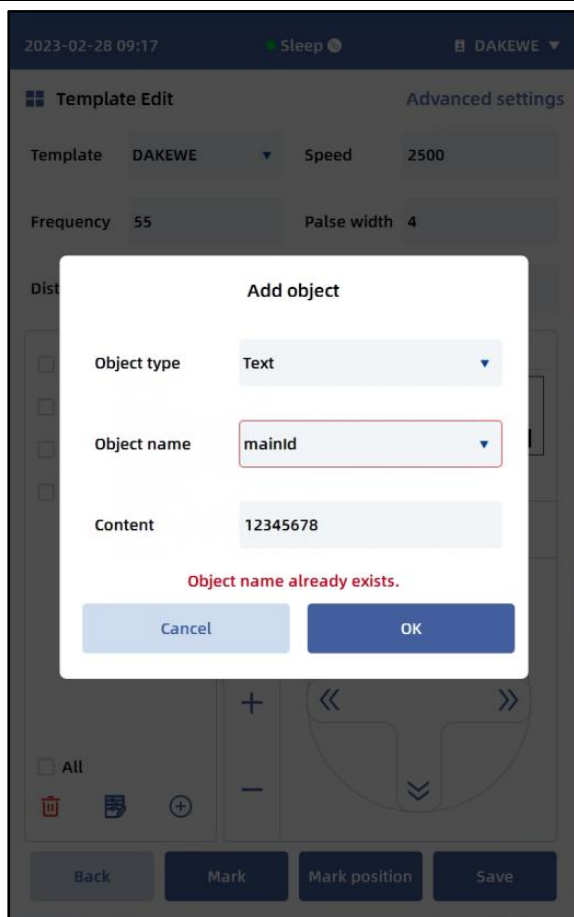 2023-02-28 09:17 Sleep DAKEWE
Template Edit Advanced settings
Template DAKEWE Speed 2500
Frequency 55 Palse width 4
Dist
Add object
Object type Text
Object name mainId
Content 12345678
Object name already exists.
Cancel OK
All
Back Mark Mark position Save